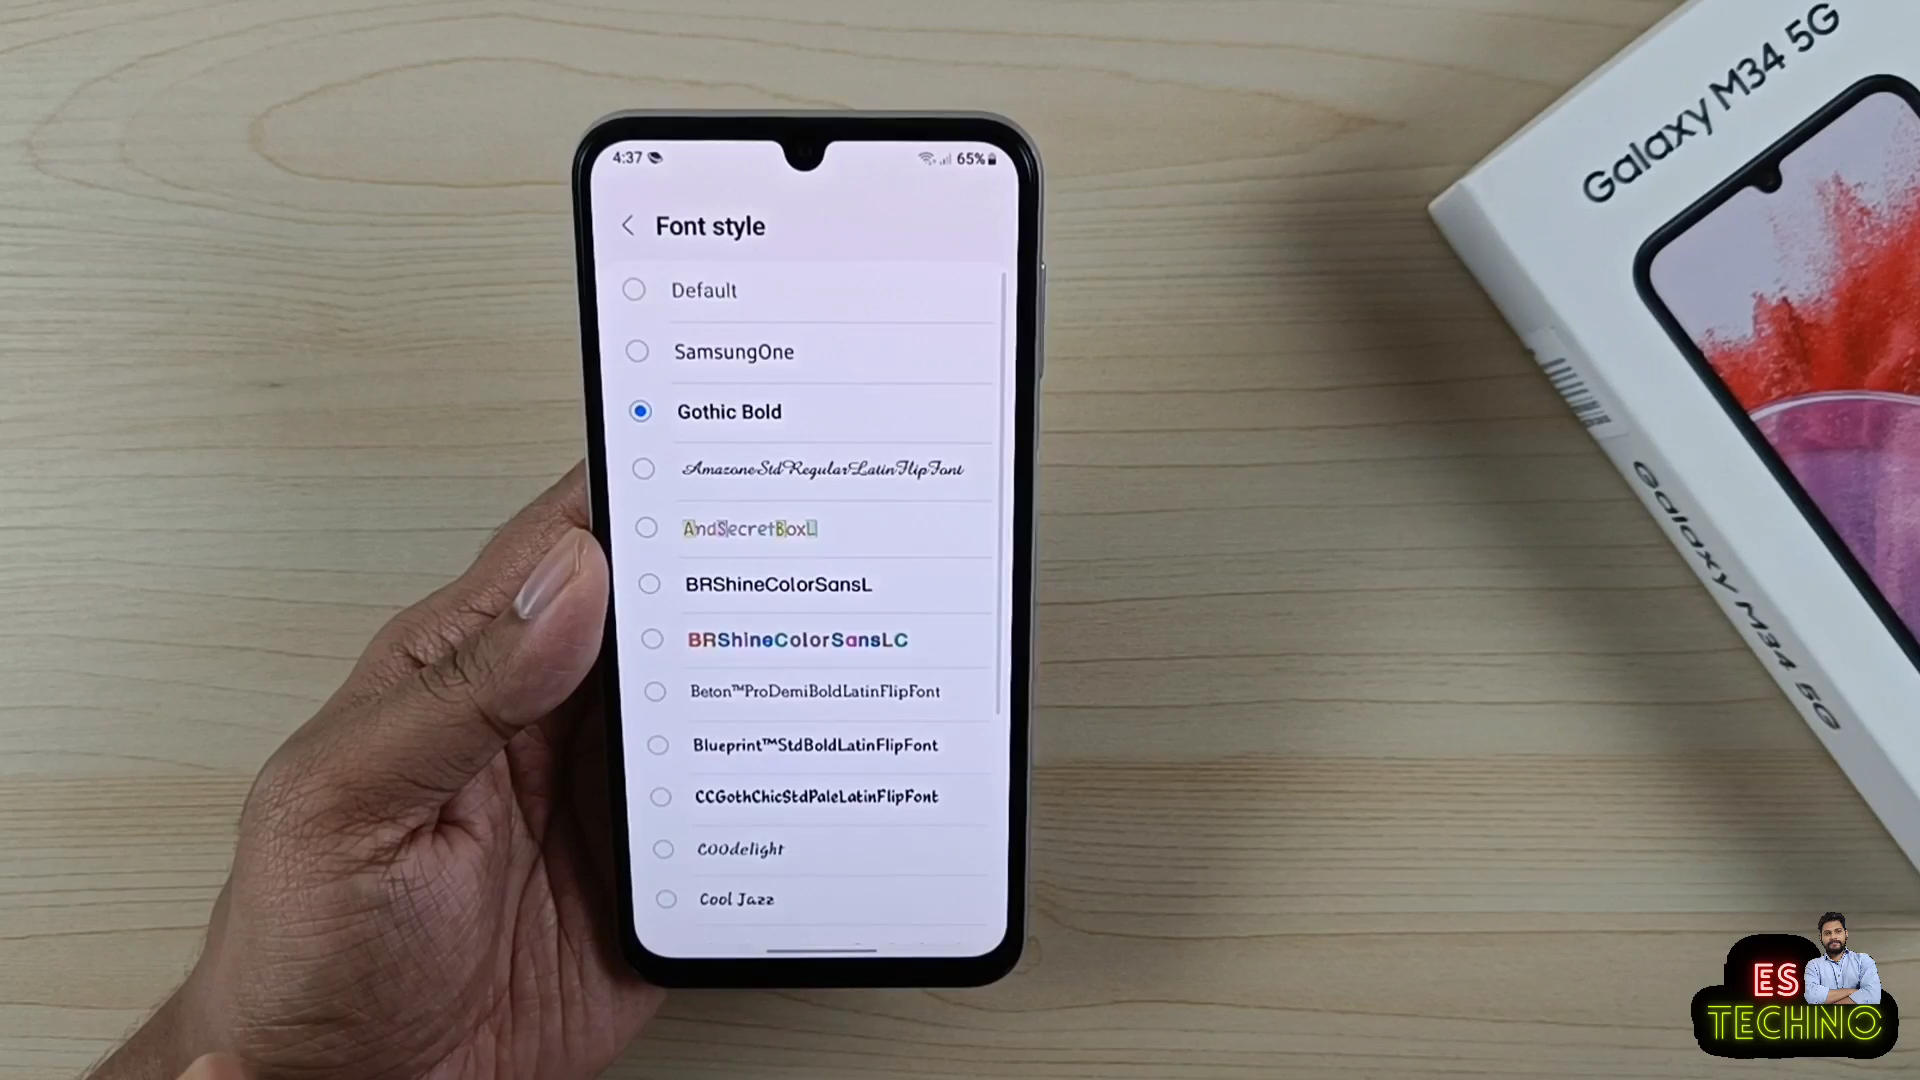 4:37
65%
Font style
Default
SamsungOne
Gothic Bold
AmazoneStdRegularLatinFlipFont
AndSecretBoxL
BRShineColorSansL
BRShineColorSansLC
Beton™ProDemiBoldLatinFlipFont
Blueprint™StdBoldLatinFlipFont
CCGothChicStdPaleLatinFlipFont
COOdelight
Cool Jazz
Galaxy M34 5G
Galaxy M34 5G
ES
TECHNO